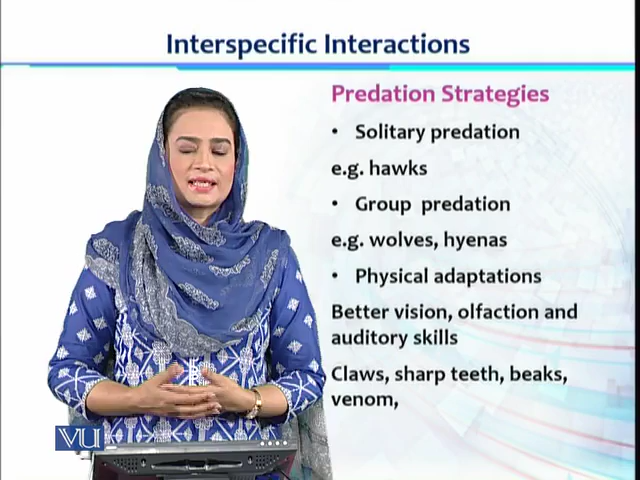 Interspecific Interactions
Predation Strategies
• Solitary predation
e.g. hawks
• Group predation
e.g. wolves, hyenas
• Physical adaptations
Better vision, olfaction and
auditory skills
Claws, sharp teeth, beaks,
venom,
VU